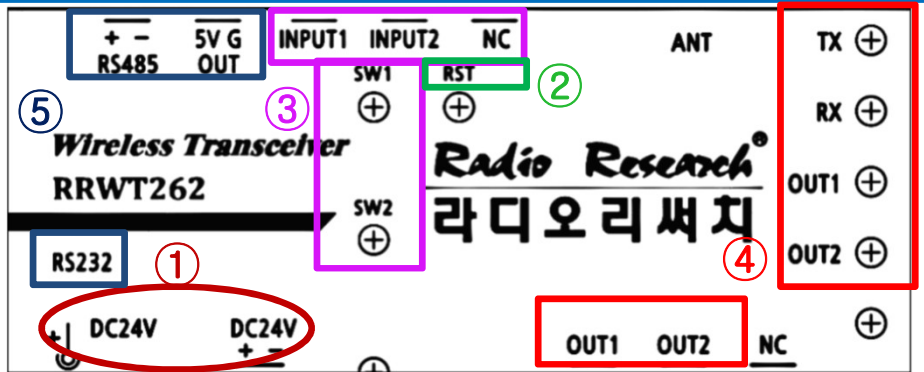 + - 5V G INPUT1 INPUT2 NC ANT TX
RS485 OUT
SW1 RST
②
③
⑤
RX
Wireless Transceiver
RRWT262
Radio Research®
라디오리써치
OUT1
SW2
RS232
①
④
OUT2
DC24V DC24V
+ + -
OUT1 OUT2 NC